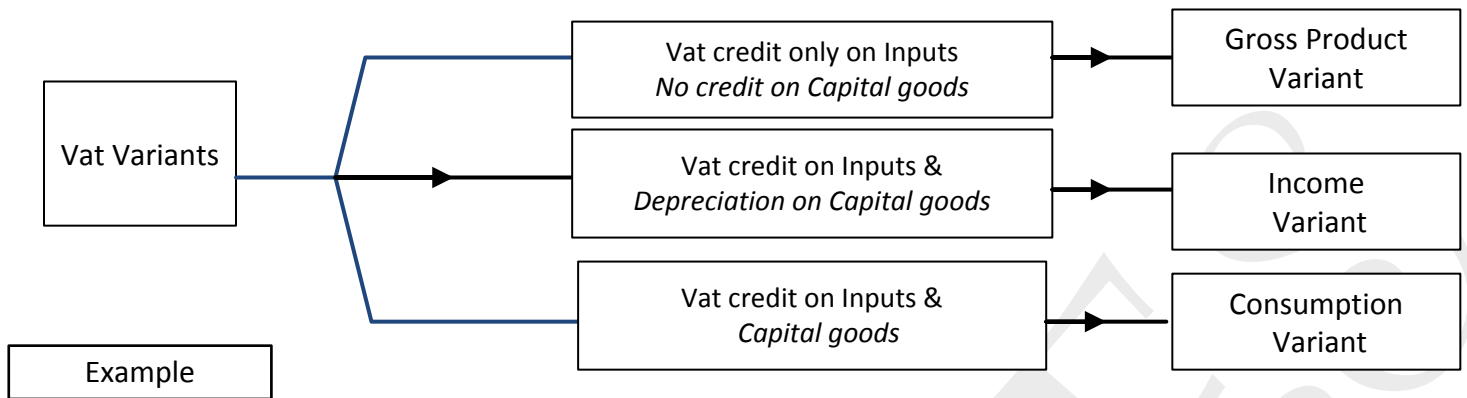 Vat Variants
Vat credit only on Inputs
No credit on Capital goods
Gross Product
Variant
Vat credit on Inputs &
Depreciation on Capital goods
Income
Variant
Vat credit on Inputs &
Capital goods
Consumption
Variant
Example